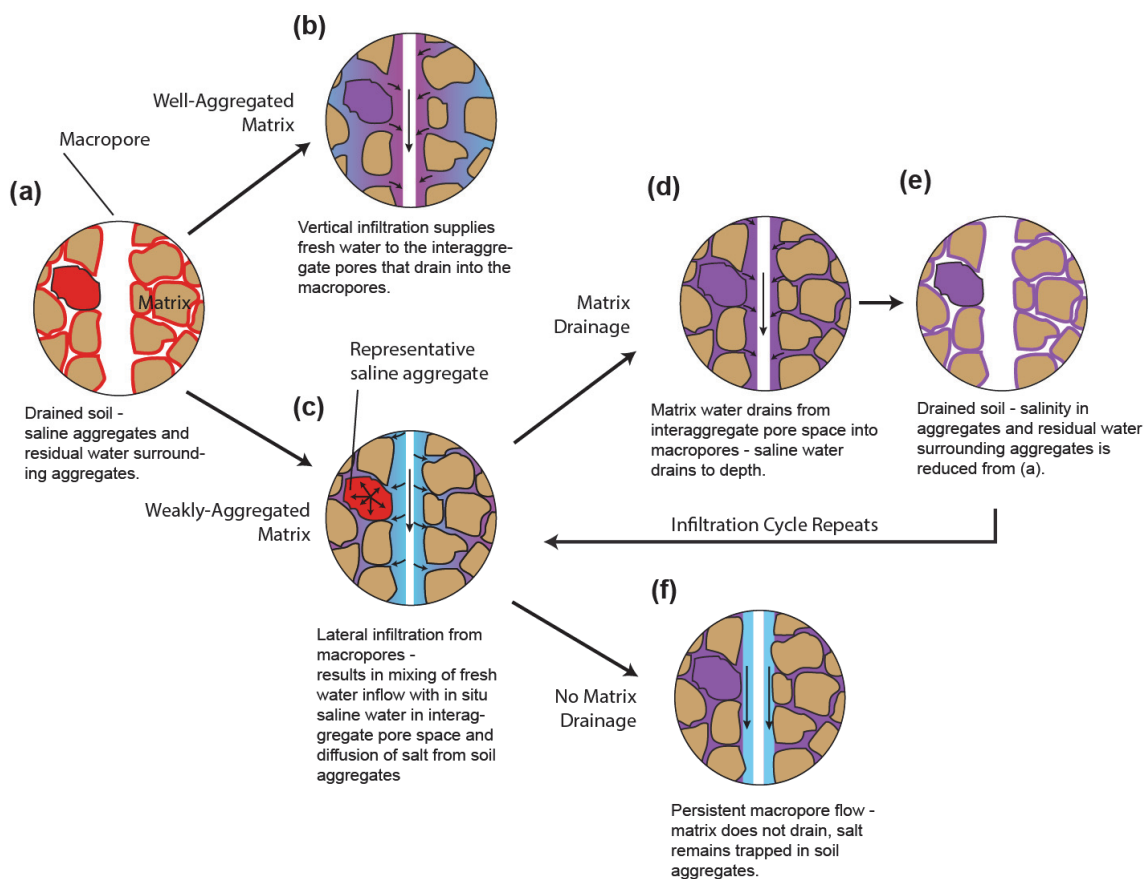 (b)
Well-Aggregated
Matrix
Macropore
(a)
Matrix
Vertical infiltration supplies
fresh water to the interaggre-
gate pores that drain into the
macropores.
Drained soil -
saline aggregates and
residual water surround-
ing aggregates.
Representative
saline aggregate
(c)
Weakly-Aggregated
Matrix
Lateral infiltration from
macropores -
results in mixing of fresh
water inflow with in situ
saline water in interag-
gregate pore space and
diffusion of salt from soil
aggregates
(d)
Matrix
Drainage
Matrix water drains from
interaggregate pore space into
macropores - saline water
drains to depth.
(e)
Drained soil - salinity in
aggregates and residual water
surrounding aggregates is
reduced from (a).
Infiltration Cycle Repeats
(f)
No Matrix
Drainage
Persistent macropore flow -
matrix does not drain, salt
remains trapped in soil
aggregates.